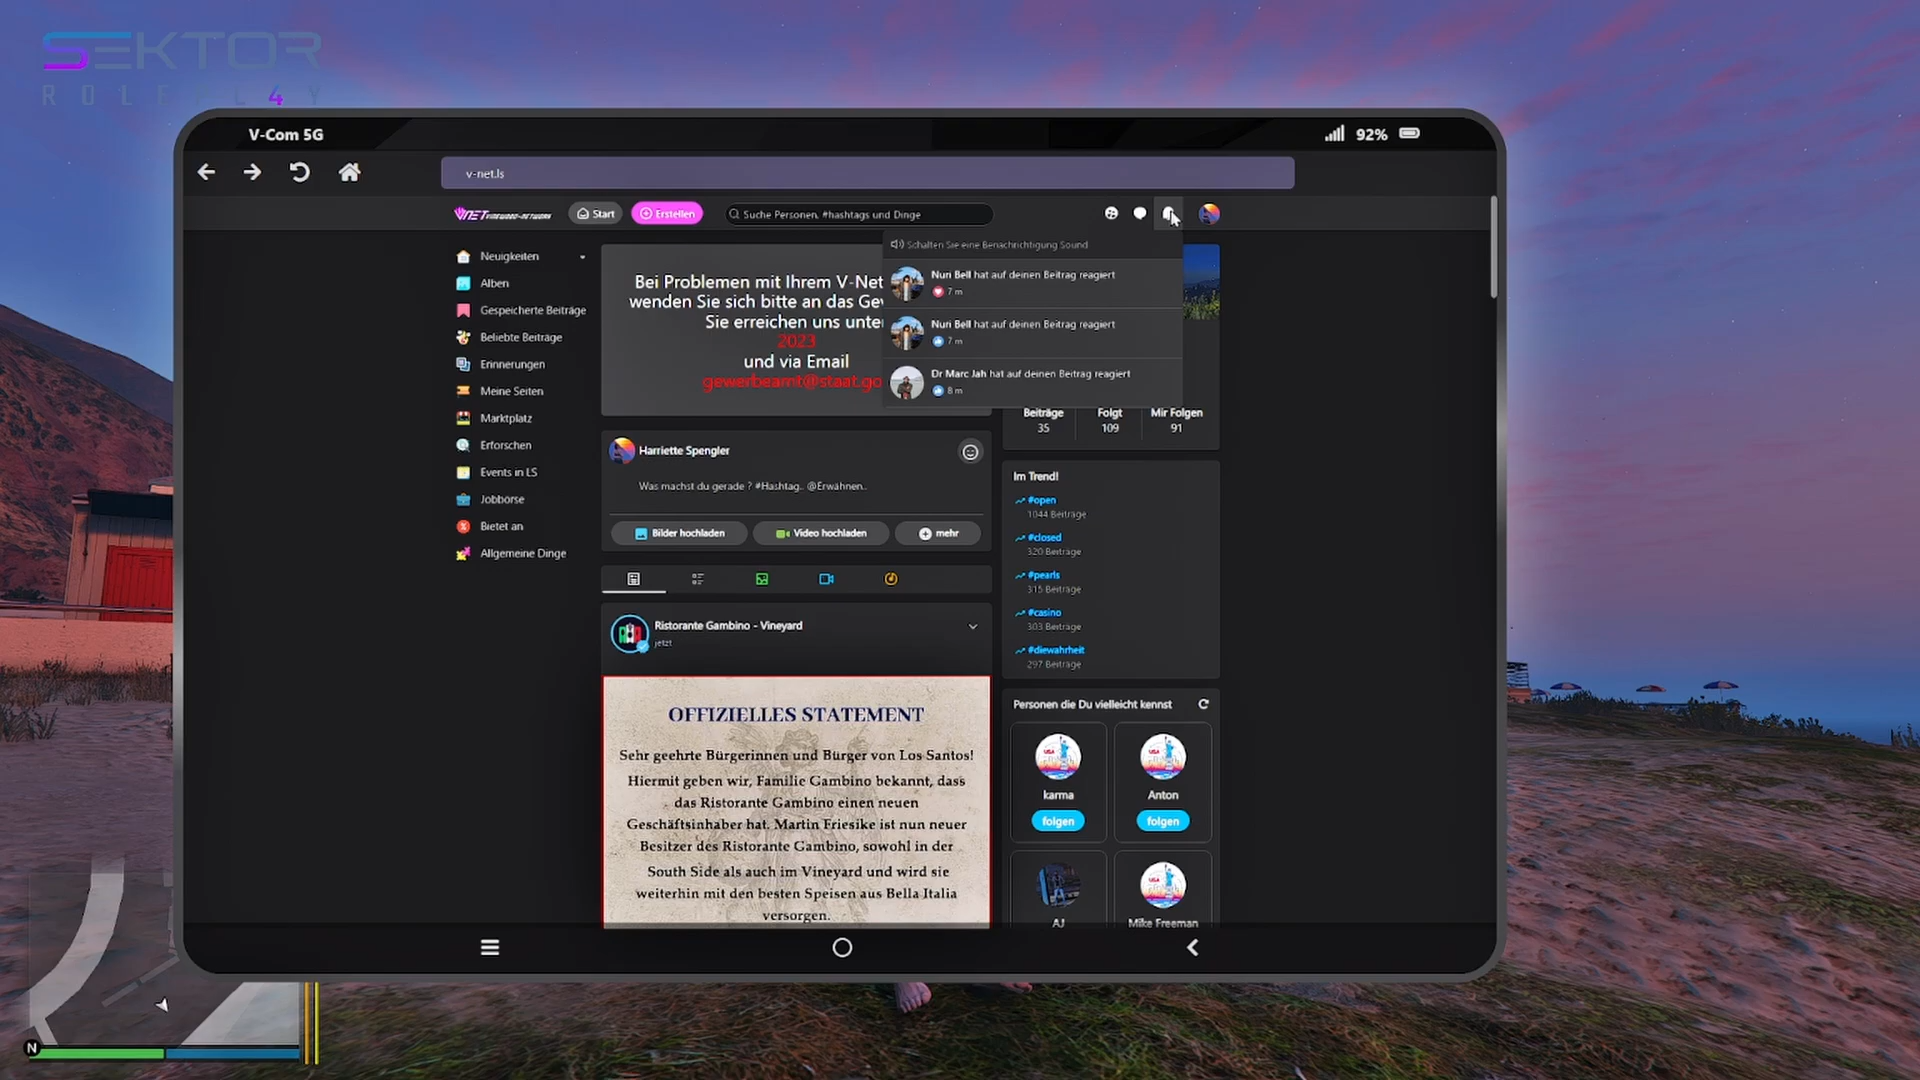 SEKTOR
ROLEPL4Y
V-Com 5G
92%
v-net.ls
VNET VINEWOOD-NETWORK
Start
Erstellen
Suche Personen, #hashtags und Dinge
Neuigkeiten
Alben
Gespeicherte Beiträge
Beliebte Beiträge
Erinnerungen
Meine Seiten
Marktplatz
Erforschen
Events in LS
Jobbörse
Bietet an
Allgemeine Dinge
Bei Problemen mit Ihrem V-Net
wenden Sie sich bitte an das Gew
Sie erreichen uns unter
2023
und via Email
gewerbeamt@staat.go
Schalten Sie eine Benachrichtigung Sound
Nuri Bell hat auf deinen Beitrag reagiert
7 m
Nuri Bell hat auf deinen Beitrag reagiert
7 m
Dr Marc Jah hat auf deinen Beitrag reagiert
8 m
Beiträge
35
Folgt
109
Mir Folgen
91
Harriette Spengler
Was machst du gerade ? #Hashtag.. @Erwähnen..
Bilder hochladen
Video hochladen
mehr
Ristorante Gambino - Vineyard
jetzt
OFFIZIELLES STATEMENT
Sehr geehrte Bürgerinnen und Bürger von Los Santos!
Hiermit geben wir, Familie Gambino bekannt, dass
das Ristorante Gambino einen neuen
Geschäftsinhaber hat. Martin Friesike ist nun neuer
Besitzer des Ristorante Gambino, sowohl in der
South Side als auch im Vineyard und wird sie
weiterhin mit den besten Speisen aus Bella Italia
versorgen.
Im Trend!
#open
1044 Beiträge
#closed
320 Beiträge
#pearls
315 Beiträge
#casino
303 Beiträge
#diewahrheit
297 Beiträge
Personen die Du vielleicht kennst
karma
folgen
Anton
folgen
AJ
Mike Freeman
N